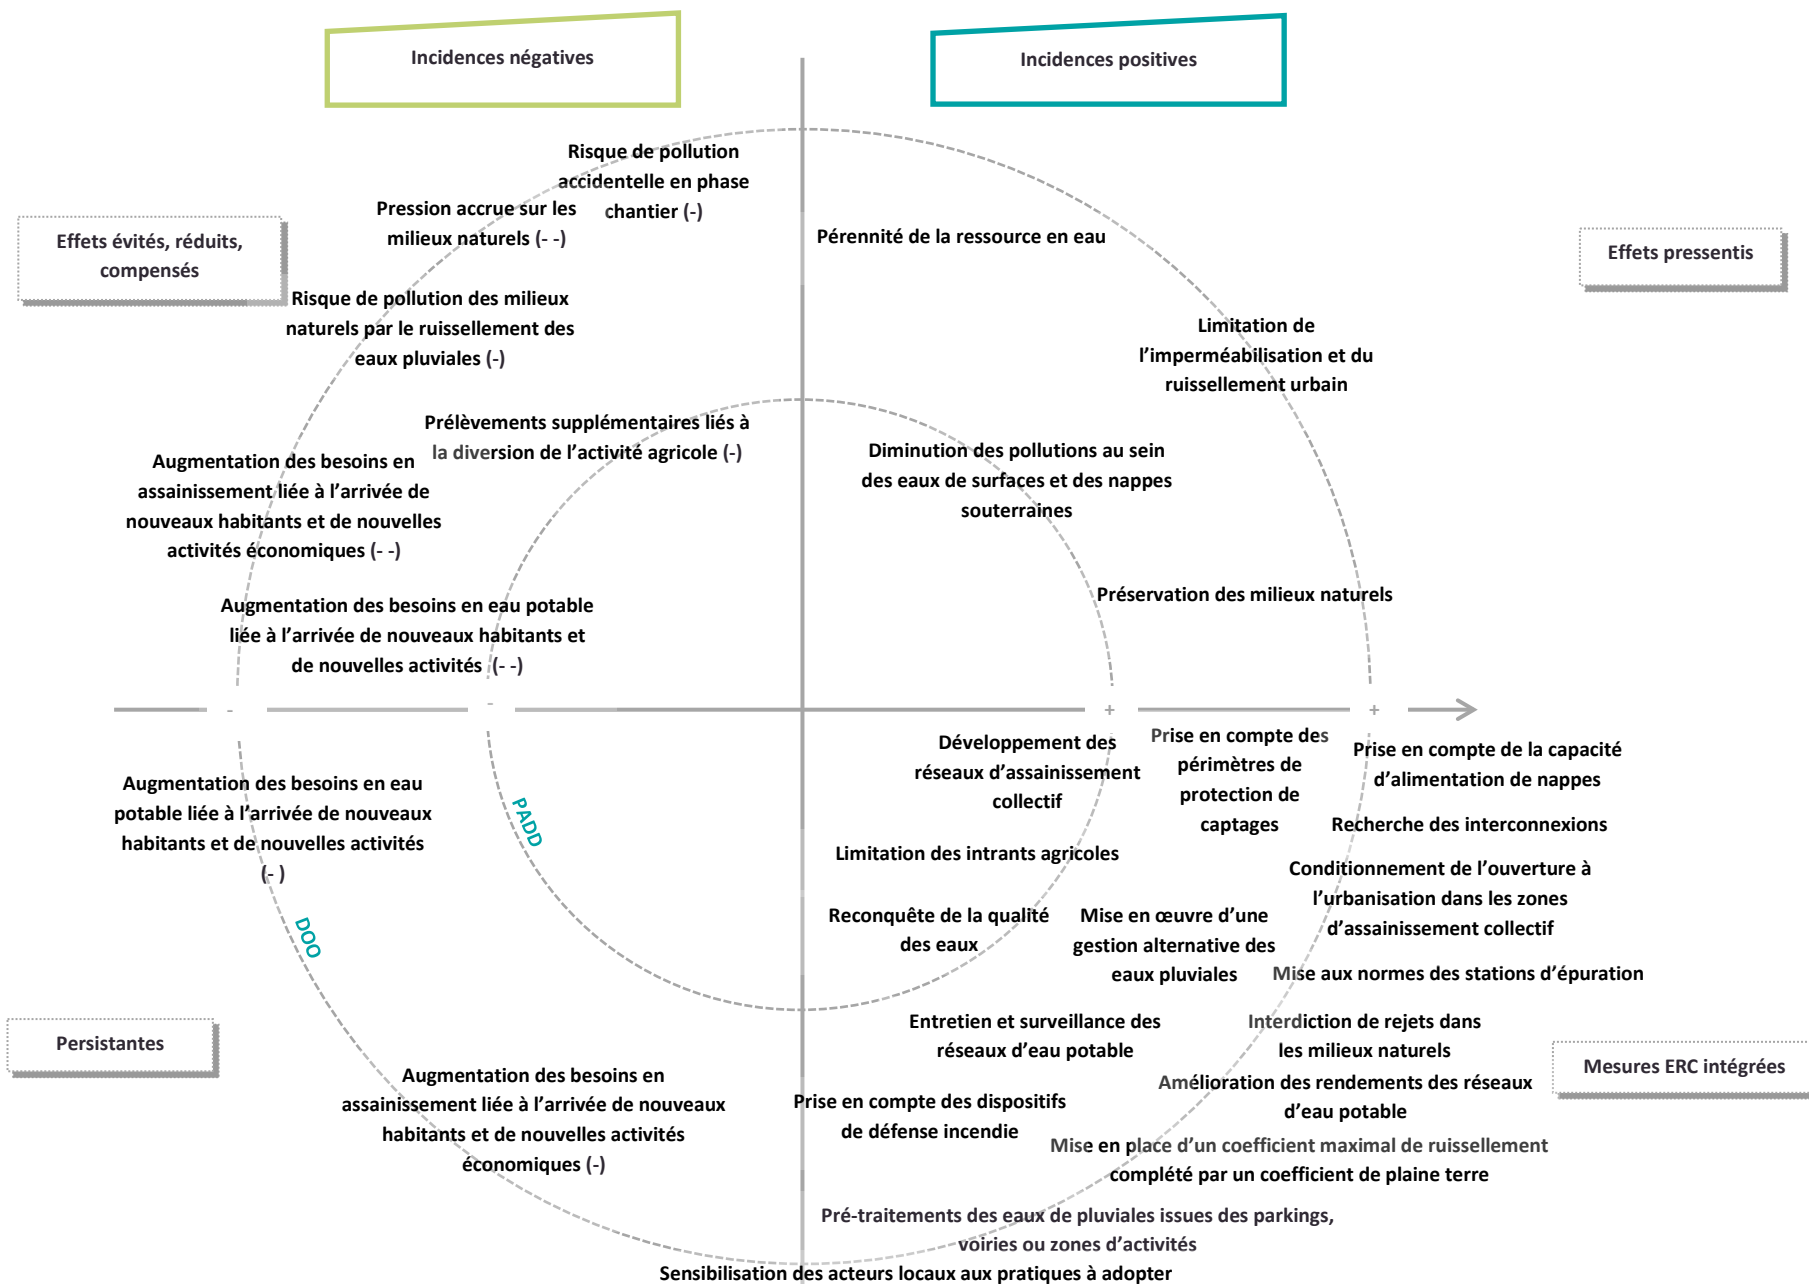 Incidences négatives
Incidences positives
Risque de pollution
accidentelle en phase
chantier (-)
Pression accrue sur les
milieux naturels (- -)
Effets évités, réduits,
compensés
Risque de pollution des milieux
naturels par le ruissellement des
eaux pluviales (-)
Prélèvements supplémentaires liés à
la diversion de l’activité agricole (-)
Augmentation des besoins en
assainissement liée à l’arrivée de
nouveaux habitants et de nouvelles
activités économiques (- -)
Augmentation des besoins en eau potable
liée à l’arrivée de nouveaux habitants et
de nouvelles activités (- -)
Pérennité de la ressource en eau
Effets pressentis
Limitation de
l’imperméabilisation et du
ruissellement urbain
Diminution des pollutions au sein
des eaux de surfaces et des nappes
souterraines
Préservation des milieux naturels
-
-
+
+
Augmentation des besoins en eau
potable liée à l’arrivée de nouveaux
habitants et de nouvelles activités
(- )
PADD
DOO
Persistantes
Augmentation des besoins en
assainissement liée à l’arrivée de nouveaux
habitants et de nouvelles activités
économiques (-)
Développement des
réseaux d’assainissement
collectif
Prise en compte des
périmètres de
protection de
captages
Prise en compte de la capacité
d’alimentation de nappes
Recherche des interconnexions
Limitation des intrants agricoles
Conditionnement de l’ouverture à
l’urbanisation dans les zones
d’assainissement collectif
Reconquête de la qualité
des eaux
Mise en œuvre d’une
gestion alternative des
eaux pluviales
Mise aux normes des stations d’épuration
Entretien et surveillance des
réseaux d’eau potable
Interdiction de rejets dans
les milieux naturels
Mesures ERC intégrées
Amélioration des rendements des réseaux
d’eau potable
Prise en compte des dispositifs
de défense incendie
Mise en place d’un coefficient maximal de ruissellement
complété par un coefficient de plaine terre
Pré-traitements des eaux de pluviales issues des parkings,
voiries ou zones d’activités
Sensibilisation des acteurs locaux aux pratiques à adopter